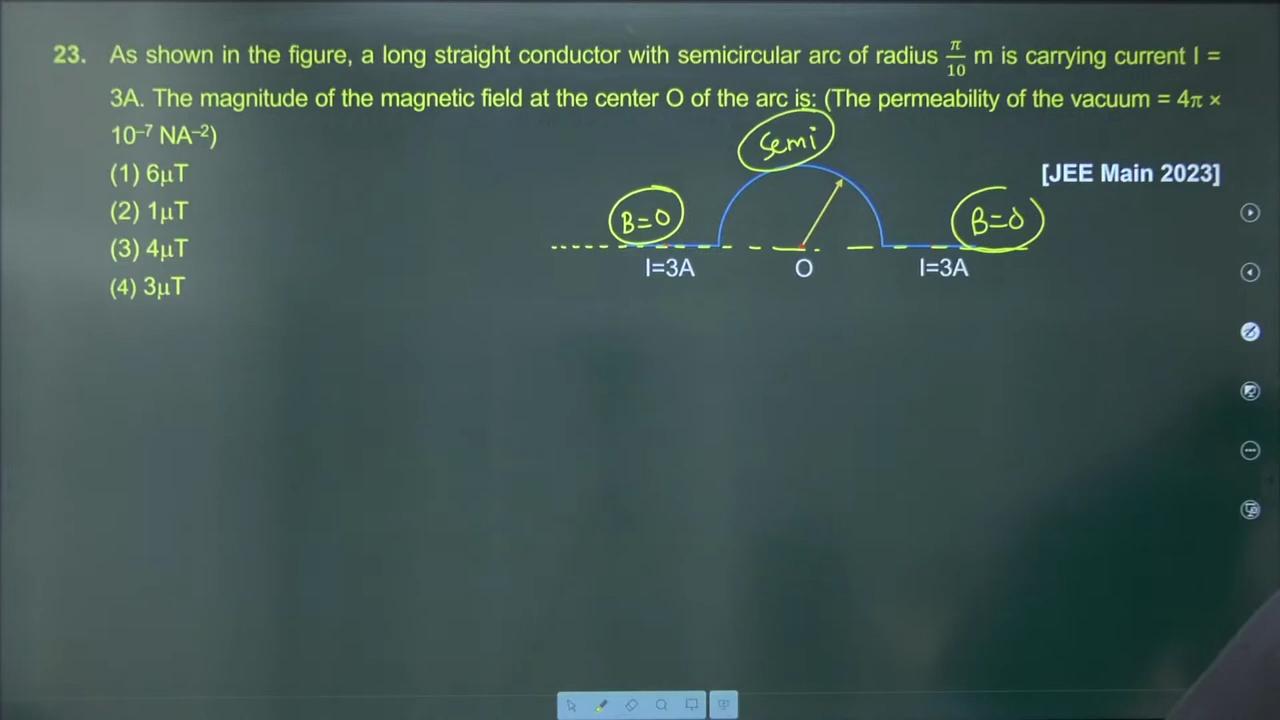 23. As shown in the figure, a long straight conductor with semicircular arc of radius π/10 m is carrying current I =
3A. The magnitude of the magnetic field at the center O of the arc is: (The permeability of the vacuum = 4π ×
10⁻⁷ NA⁻²)
Semi
(1) 6μT
[JEE Main 2023]
(2) 1μT
B=0
B=0
(3) 4μT
I=3A
O
I=3A
(4) 3μT